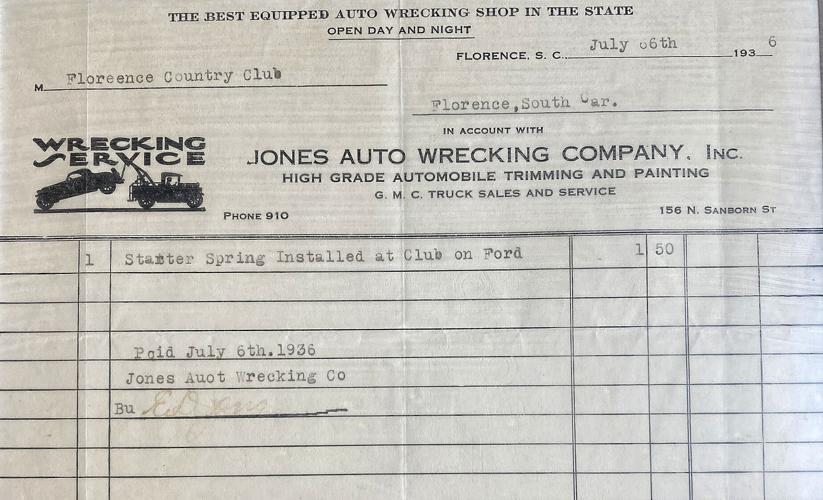 THE BEST EQUIPPED AUTO WRECKING SHOP IN THE STATE
OPEN DAY AND NIGHT
FLORENCE, S. C. July 06th 1936
M Floreence Country Club
Florence,South Car.
IN ACCOUNT WITH
WRECKING
SERVICE
JONES AUTO WRECKING COMPANY, INC.
HIGH GRADE AUTOMOBILE TRIMMING AND PAINTING
G. M. C. TRUCK SALES AND SERVICE
PHONE 910
156 N. SANBORN ST
1 Starter Spring Installed at Club on Ford 1 50
Paid July 6th.1936
Jones Auot Wrecking Co
Bu